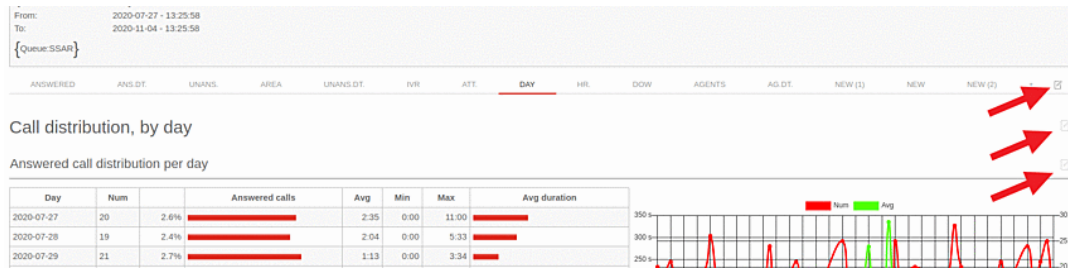 From: 2020-07-27 - 13:25:58
To: 2020-11-04 - 13:25:58
{Queue:SSAR}
ANSWERED ANS.DT. UNANS. AREA UNANS.DT. IVR ATT. DAY HR. DOW AGENTS AG.DT. NEW (1) NEW NEW (2) +
Call distribution, by day
Answered call distribution per day
Day Num Answered calls Avg Min Max Avg duration
2020-07-27 20 2.6% 2:35 0:00 11:00
2020-07-28 19 2.4% 2:04 0:00 5:33
2020-07-29 21 2.7% 1:13 0:00 3:34
Num Avg
350 s
300 s
250 s